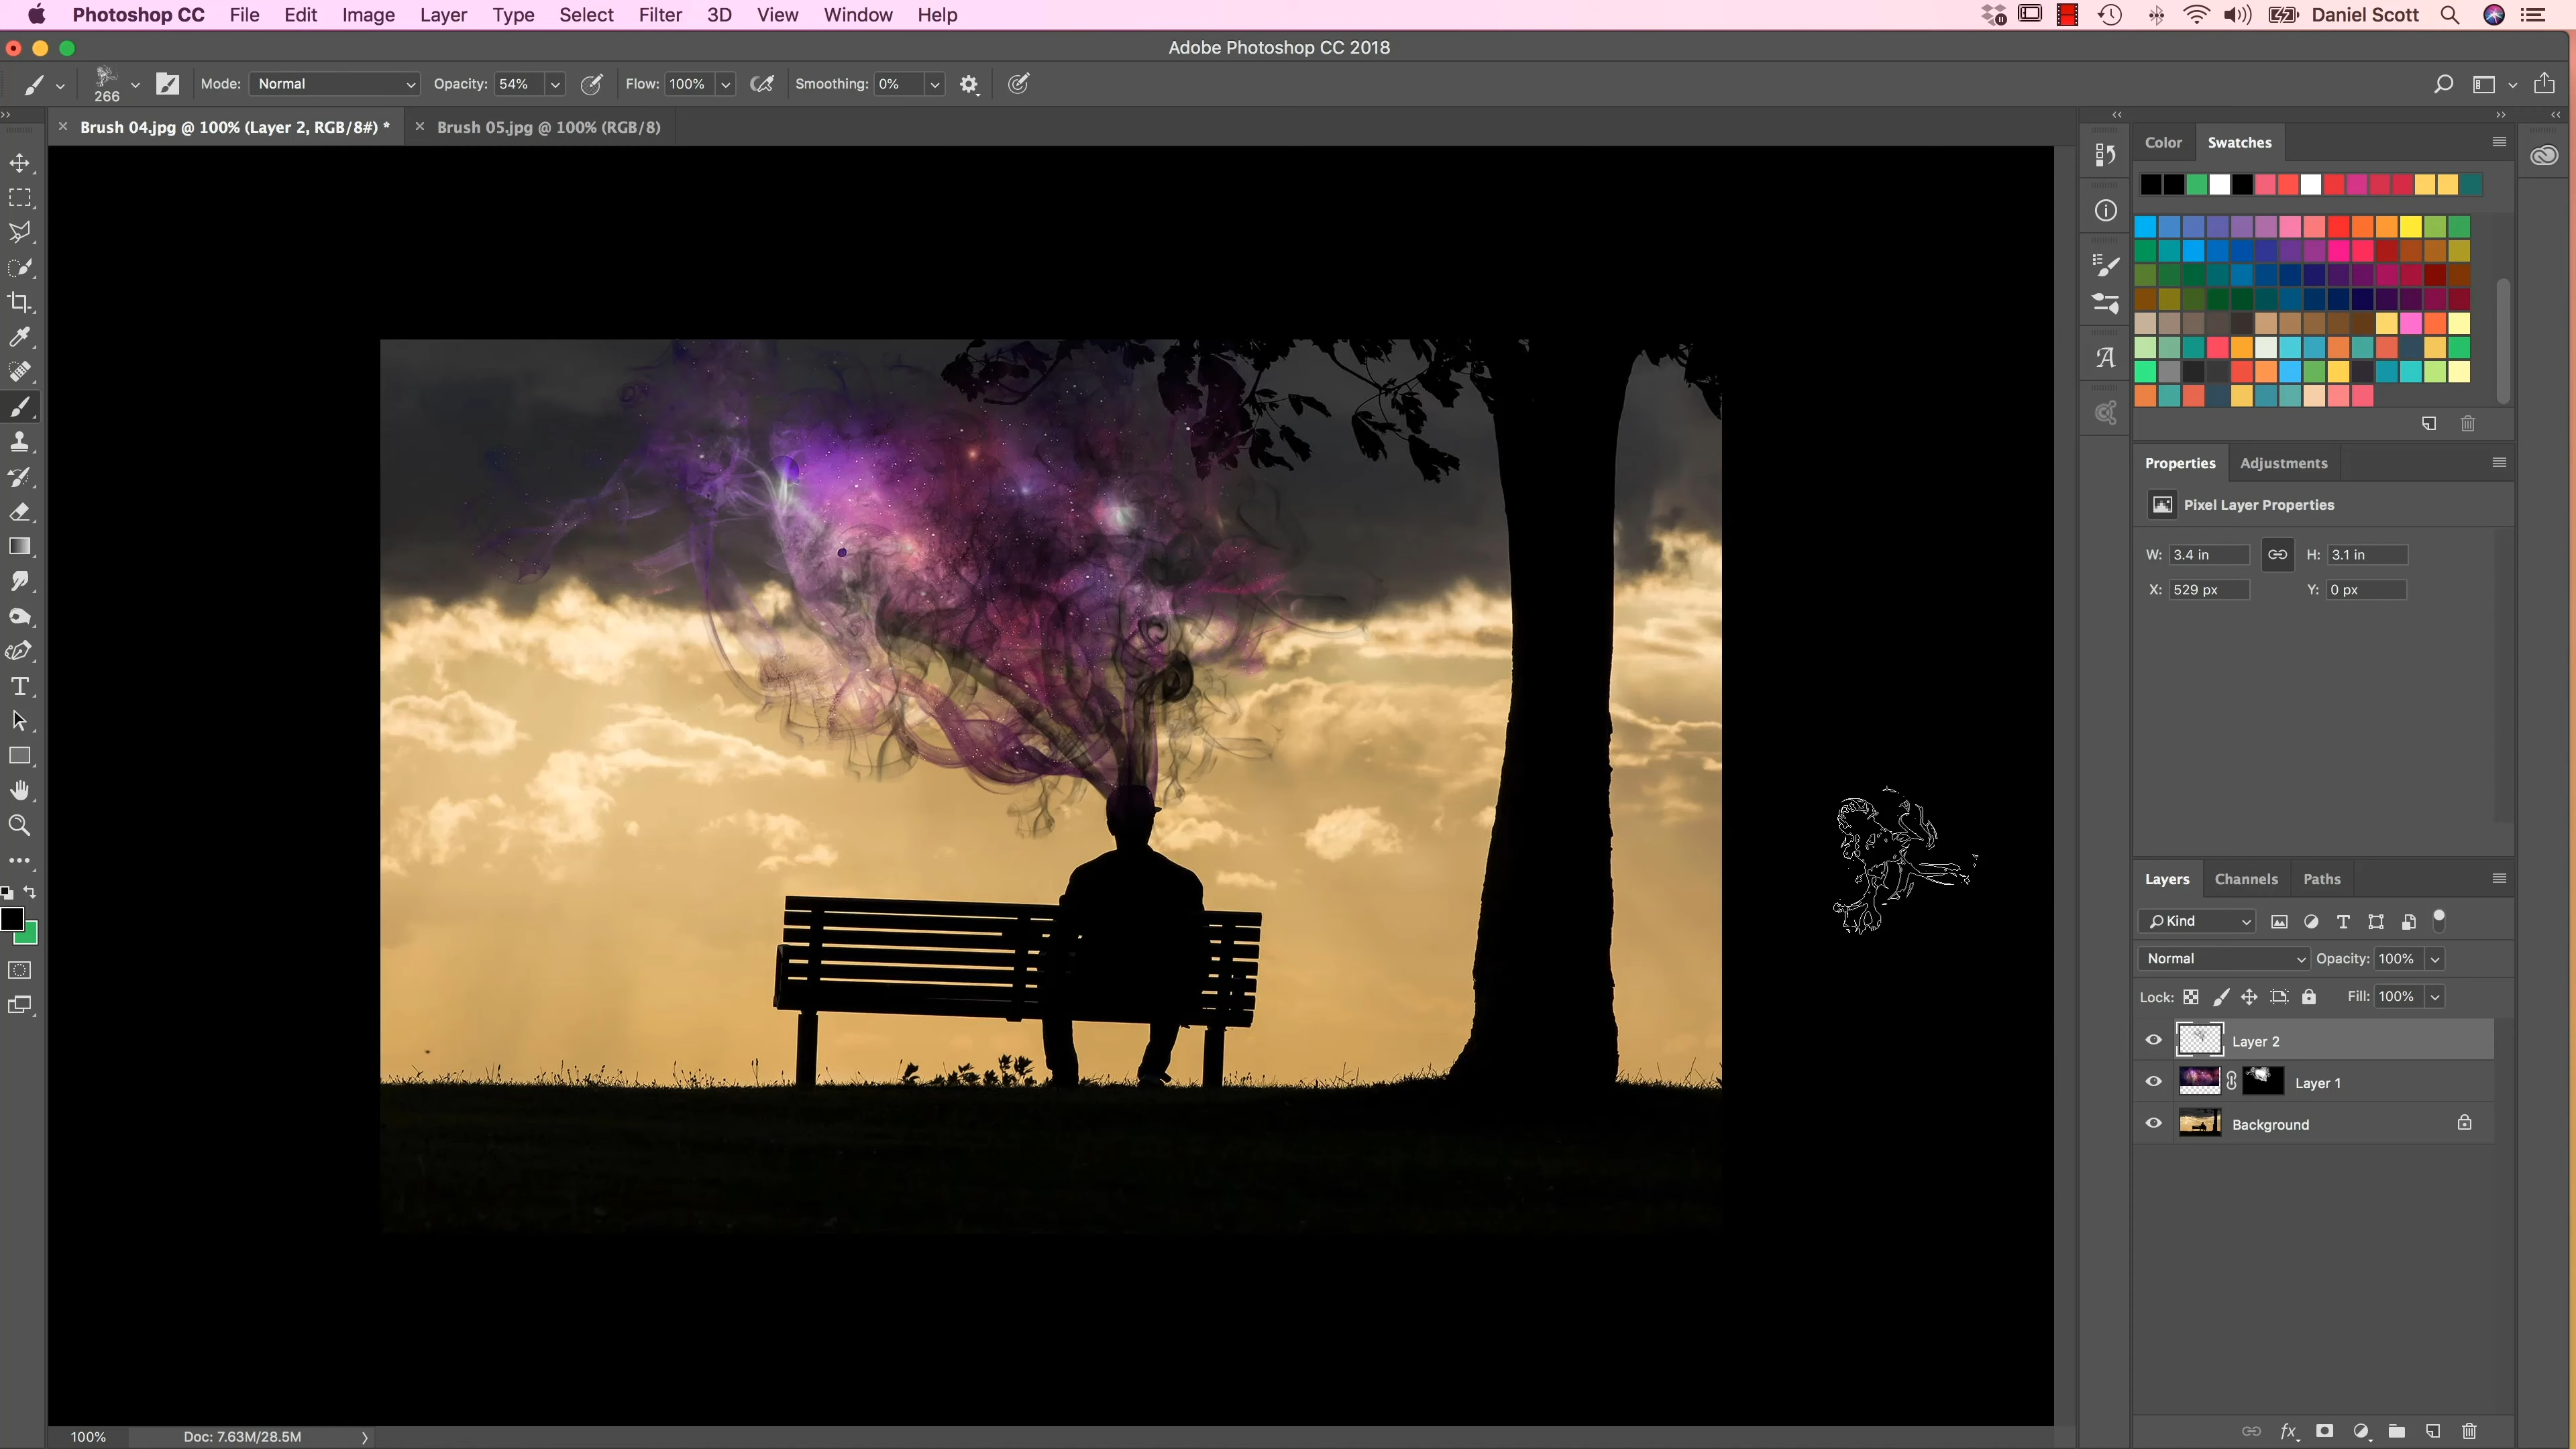 Photoshop CC File Edit Image Layer Type Select Filter 3D View Window Help Daniel Scott
Adobe Photoshop CC 2018
266 Mode: Normal Opacity: 54% Flow: 100% Smoothing: 0%
Brush 04.jpg @ 100% (Layer 2, RGB/8#) * Brush 05.jpg @ 100% (RGB/8)
Color Swatches
Properties Adjustments
Pixel Layer Properties
W: 3.4 in H: 3.1 in
X: 529 px Y: 0 px
Layers Channels Paths
Kind
Normal Opacity: 100%
Lock: Fill: 100%
Layer 2
Layer 1
Background
fx
100% Doc: 7.63M/28.5M